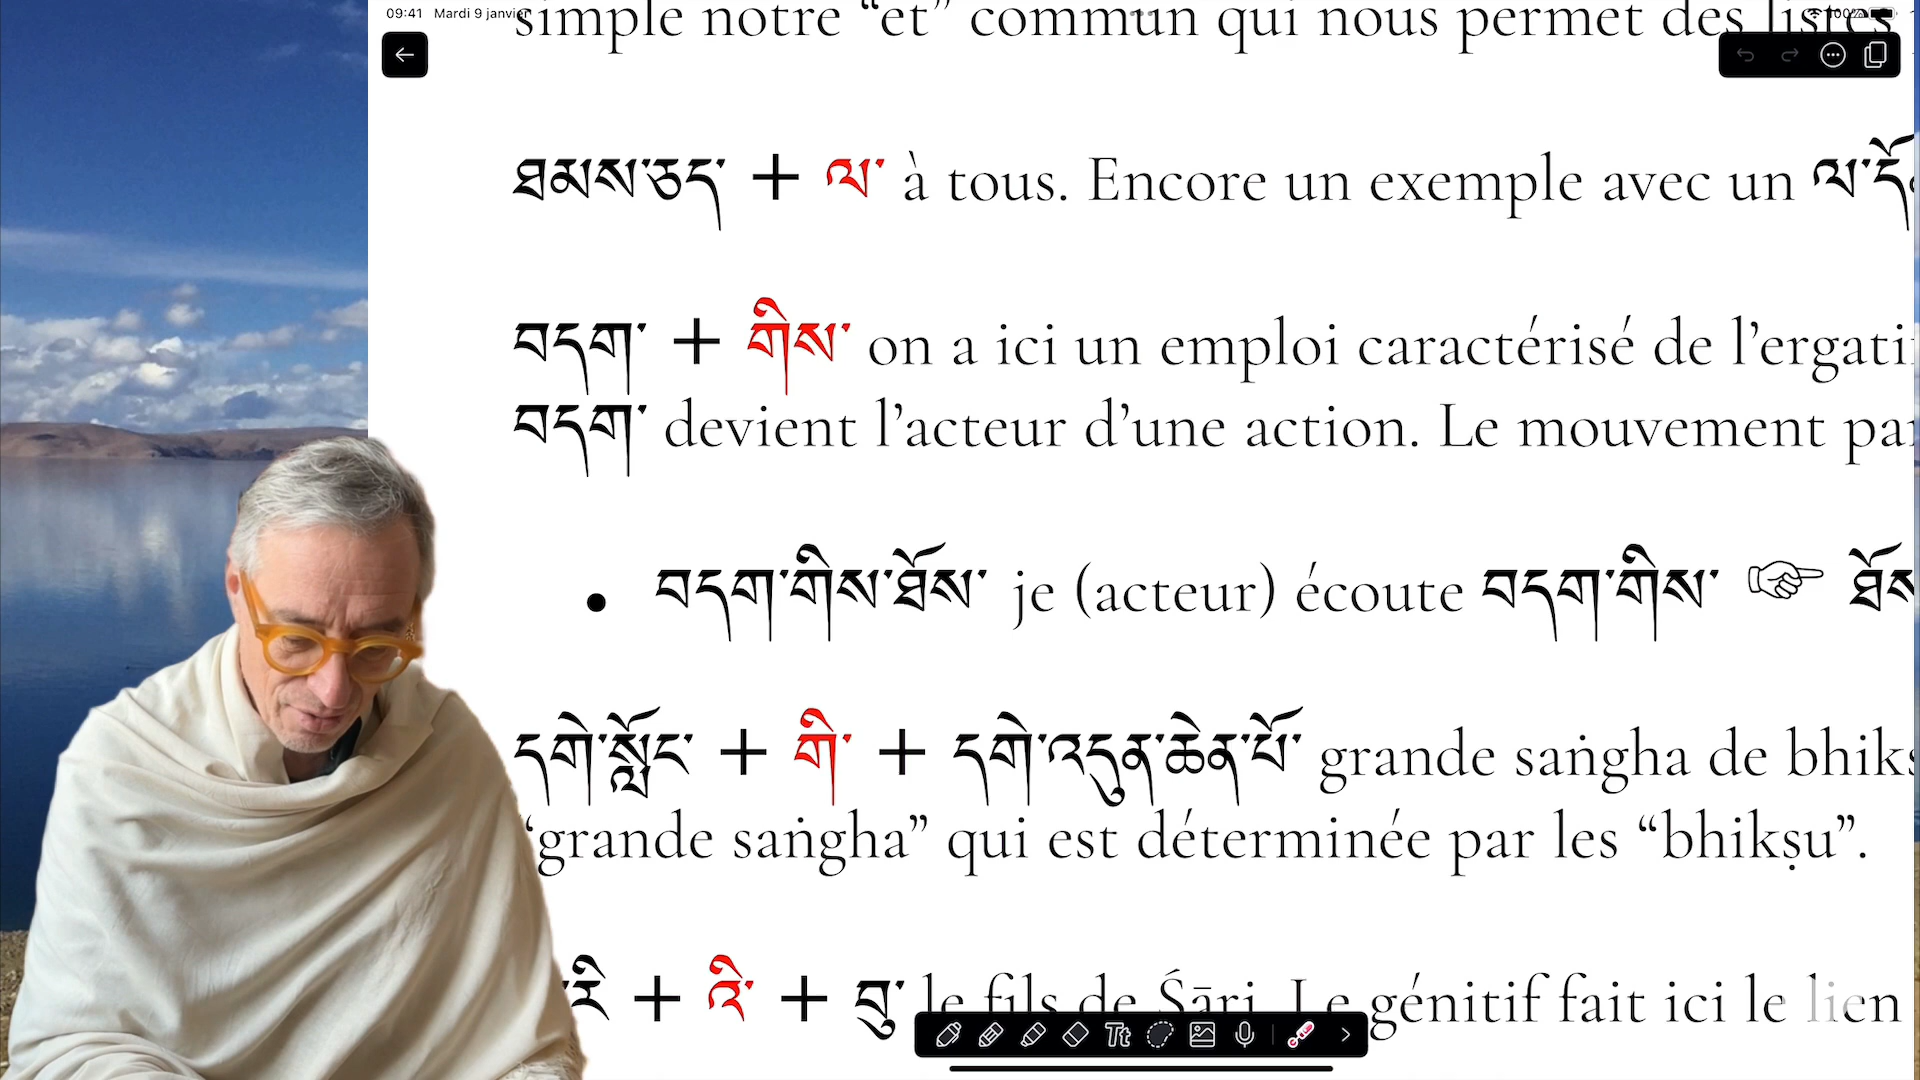 09:41 Mardi 9 janvier
simple notre “et” commun qui nous permet des listes
ཐམས་ཅད་ + ལ་ à tous. Encore un exemple avec un
བདག་ + གིས་ on a ici un emploi caractérisé de
བདག་ devient l’acteur d’une action. Le mouvement
• བདག་གིས་ཐོས་ je (acteur) écoute བདག་གིས་ ☞
དགེ་སློང་ + གི་ + དགེ་འདུན་ཆེན་པོ་ grande saṅgha de
“grande saṅgha” qui est déterminée par les “bhikṣu”.
རི + འི་ + བུ་ le fils de Śāri. Le génitif fait ici le lien